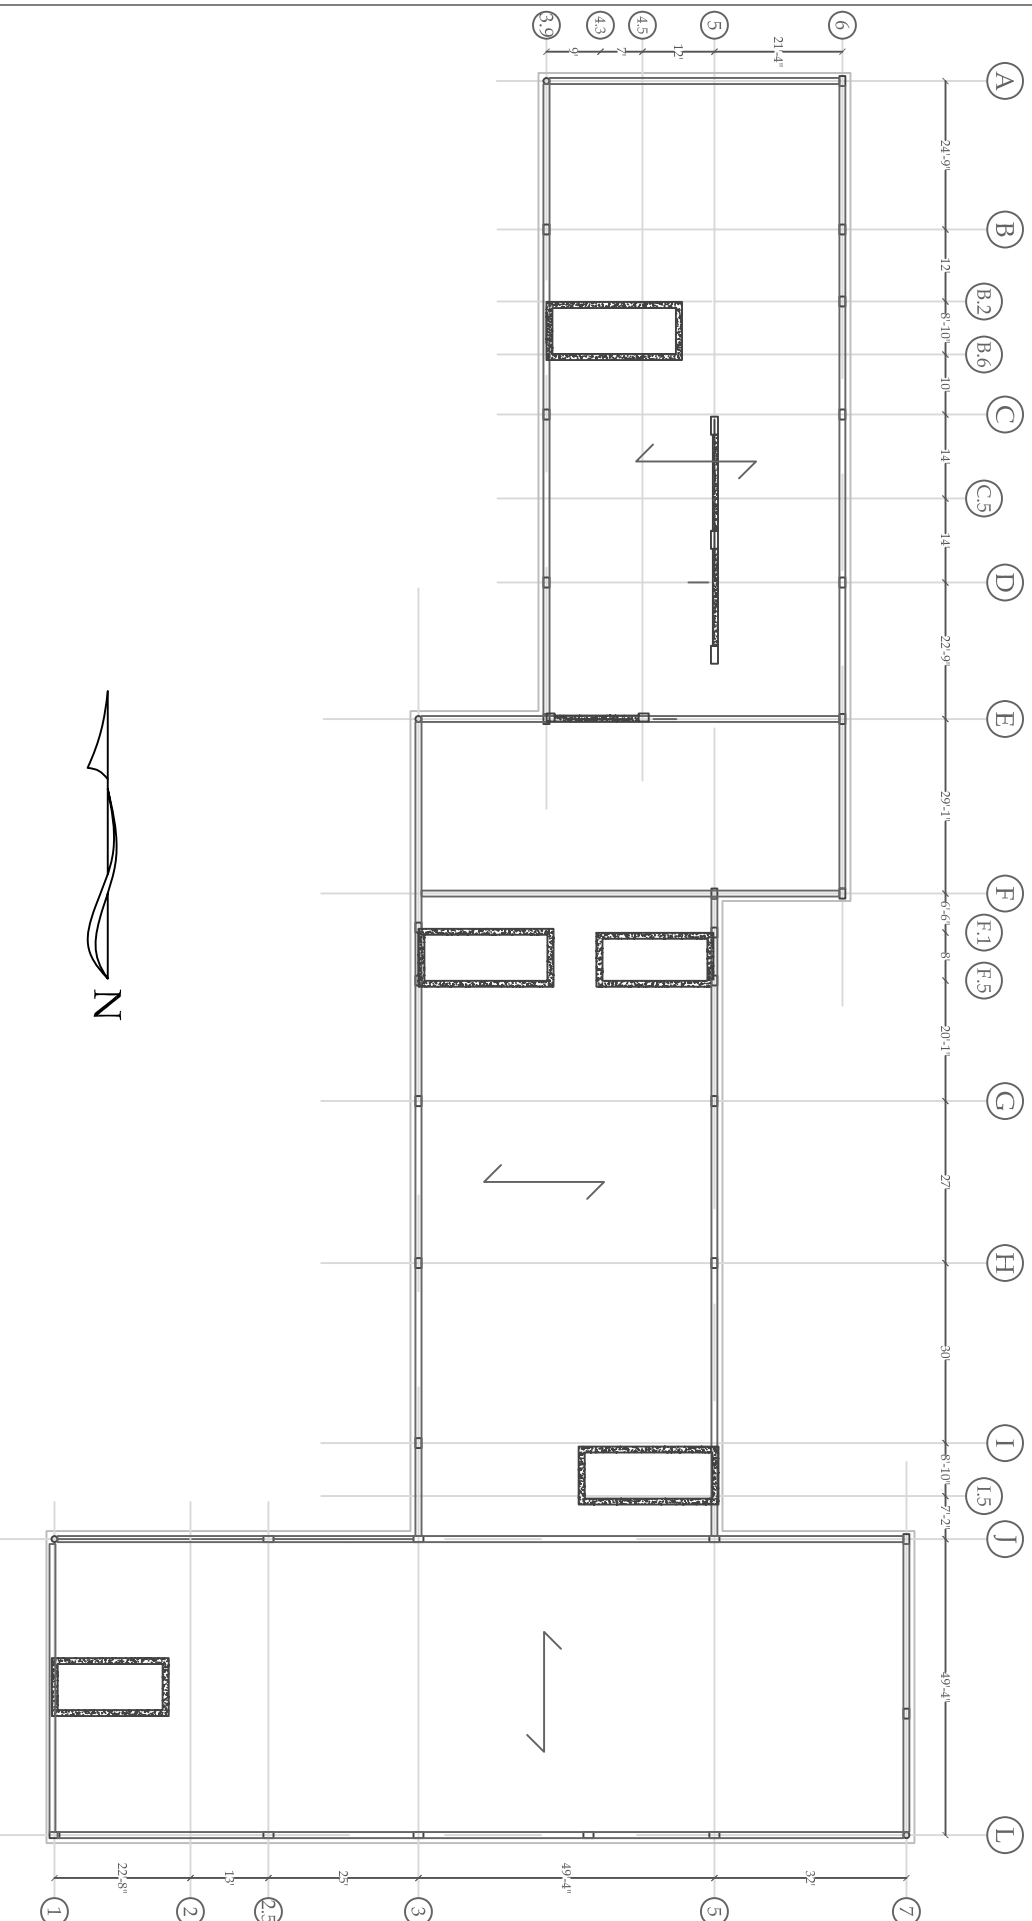 3.9
4.3
4.5
5
6
9'
7'
12'
21'-4"
A
B
B.2
B.6
C
C.5
D
E
F
F.1
F.5
G
H
I
I.5
J
L
24'-9"
12'
8'-10"
10'
14'
14'
22'-9"
29'-1"
6'-6"
8'
20'-1"
27'
30'
8'-10"
7'-2"
49'-4"
N
22'-8"
13'
25'
49'-4"
32'
1
2
2.5
3
5
7